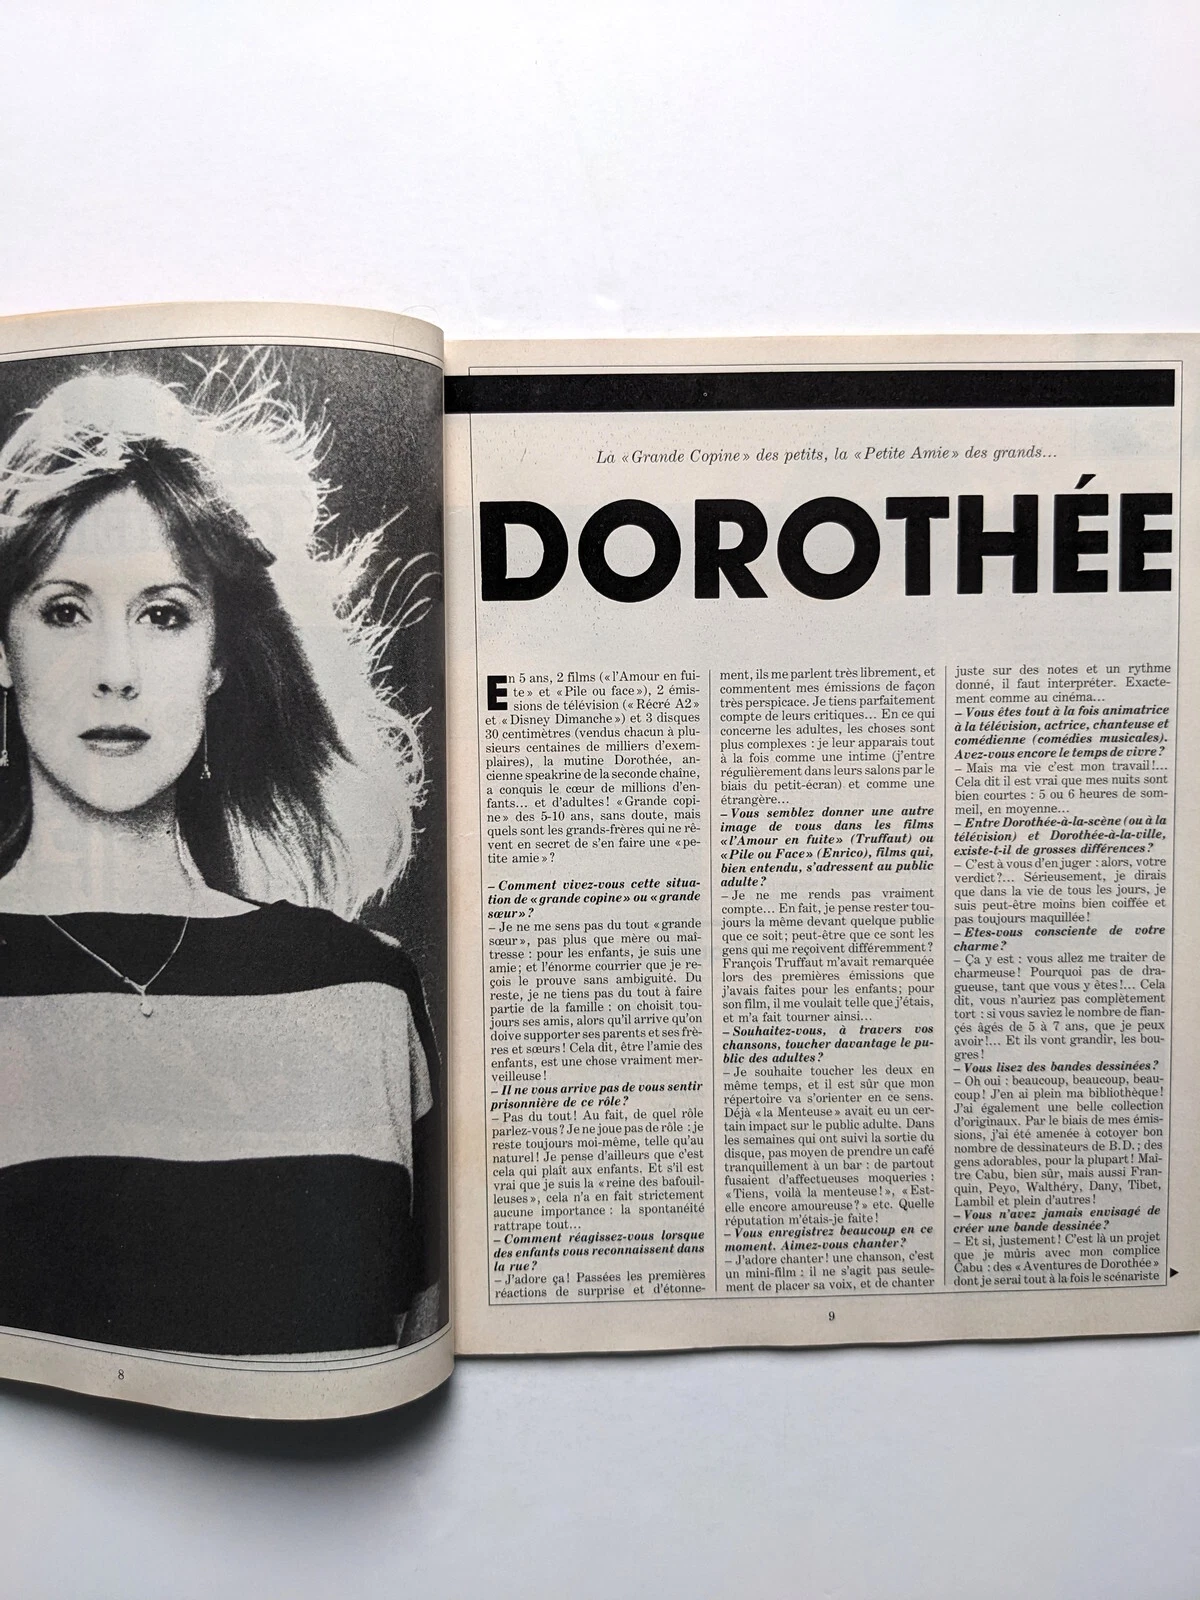 8
La «Grande Copine» des petits, la «Petite Amie» des grands...
DOROTHÉE
En 5 ans, 2 films («l'Amour en fui-
te» et «Pile ou face»), 2 émis-
sions de télévision (« Récré A2 »
et « Disney Dimanche ») et 3 disques
30 centimètres (vendus chacun à plu-
sieurs centaines de milliers d'exem-
plaires), la mutine Dorothée, an-
cienne speakrine de la seconde chaîne,
a conquis le cœur de millions d'en-
fants... et d'adultes! «Grande copi-
ne» des 5-10 ans, sans doute, mais
quels sont les grands-frères qui ne rê-
vent en secret de s'en faire une «pe-
tite amie»?
– Comment vivez-vous cette situa-
tion de «grande copine» ou «grande
sœur»?
– Je ne me sens pas du tout «grande
sœur», pas plus que mère ou maî-
tresse : pour les enfants, je suis une
amie; et l'énorme courrier que je re-
çois le prouve sans ambiguité. Du
reste, je ne tiens pas du tout à faire
partie de la famille : on choisit tou-
jours ses amis, alors qu'il arrive qu'on
doive supporter ses parents et ses frè-
res et sœurs! Cela dit, être l'amie des
enfants, est une chose vraiment mer-
veilleuse!
– Il ne vous arrive pas de vous sentir
prisonnière de ce rôle?
– Pas du tout! Au fait, de quel rôle
parlez-vous? Je ne joue pas de rôle : je
reste toujours moi-même, telle qu'au
naturel! Je pense d'ailleurs que c'est
cela qui plaît aux enfants. Et s'il est
vrai que je suis la «reine des bafouil-
leuses», cela n'a en fait strictement
aucune importance : la spontanéité
rattrape tout...
– Comment réagissez-vous lorsque
des enfants vous reconnaissent dans
la rue?
– J'adore ça! Passées les premières
réactions de surprise et d'étonne-
ment, ils me parlent très librement, et
commentent mes émissions de façon
très perspicace. Je tiens parfaitement
compte de leurs critiques... En ce qui
concerne les adultes, les choses sont
plus complexes : je leur apparais tout
à la fois comme une intime (j'entre
régulièrement dans leurs salons par le
biais du petit-écran) et comme une
étrangère...
– Vous semblez donner une autre
image de vous dans les films
«l'Amour en fuite» (Truffaut) ou
«Pile ou Face» (Enrico), films qui,
bien entendu, s'adressent au public
adulte?
– Je ne me rends pas vraiment
compte... En fait, je pense rester tou-
jours la même devant quelque public
que ce soit; peut-être que ce sont les
gens qui me reçoivent différemment?
François Truffaut m'avait remarquée
lors des premières émissions que
j'avais faites pour les enfants; pour
son film, il me voulait telle que j'étais,
et m'a fait tourner ainsi...
– Souhaitez-vous, à travers vos
chansons, toucher davantage le pu-
blic des adultes?
– Je souhaite toucher les deux en
même temps, et il est sûr que mon
répertoire va s'orienter en ce sens.
Déjà «la Menteuse» avait eu un cer-
tain impact sur le public adulte. Dans
les semaines qui ont suivi la sortie du
disque, pas moyen de prendre un café
tranquillement à un bar : de partout
fusaient d'affectueuses moqueries :
«Tiens, voilà la menteuse!», «Est-
elle encore amoureuse?» etc. Quelle
réputation m'étais-je faite!
– Vous enregistrez beaucoup en ce
moment. Aimez-vous chanter?
– J'adore chanter! une chanson, c'est
un mini-film : il ne s'agit pas seule-
ment de placer sa voix, et de chanter
juste sur des notes et un rythme
donné, il faut interpréter. Exacte-
ment comme au cinéma...
– Vous êtes tout à la fois animatrice
à la télévision, actrice, chanteuse et
comédienne (comédies musicales).
Avez-vous encore le temps de vivre?
– Mais ma vie c'est mon travail!...
Cela dit il est vrai que mes nuits sont
bien courtes : 5 ou 6 heures de som-
meil, en moyenne...
– Entre Dorothée-à-la-scène (ou à la
télévision) et Dorothée-à-la-ville,
existe-t-il de grosses différences?
– C'est à vous d'en juger : alors, votre
verdict?... Sérieusement, je dirais
que dans la vie de tous les jours, je
suis peut-être moins bien coiffée et
pas toujours maquillée!
– Etes-vous consciente de votre
charme?
– Ça y est : vous allez me traiter de
charmeuse! Pourquoi pas de dra-
gueuse, tant que vous y êtes!... Cela
dit, vous n'auriez pas complètement
tort : si vous saviez le nombre de fian-
çés âgés de 5 à 7 ans, que je peux
avoir!... Et ils vont grandir, les bou-
gres!
– Vous lisez des bandes dessinées?
– Oh oui : beaucoup, beaucoup, beau-
coup! J'en ai plein ma bibliothèque!
J'ai également une belle collection
d'originaux. Par le biais de mes émis-
sions, j'ai été amenée à cotoyer bon
nombre de dessinateurs de B.D.; des
gens adorables, pour la plupart! Maî-
tre Cabu, bien sûr, mais aussi Fran-
quin, Peyo, Walthéry, Dany, Tibet,
Lambil et plein d'autres!
– Vous n'avez jamais envisagé de
créer une bande dessinée?
– Et si, justement! C'est là un projet
que je mûris avec mon complice
Cabu : des «Aventures de Dorothée»
dont je serai tout à la fois le scénariste
9